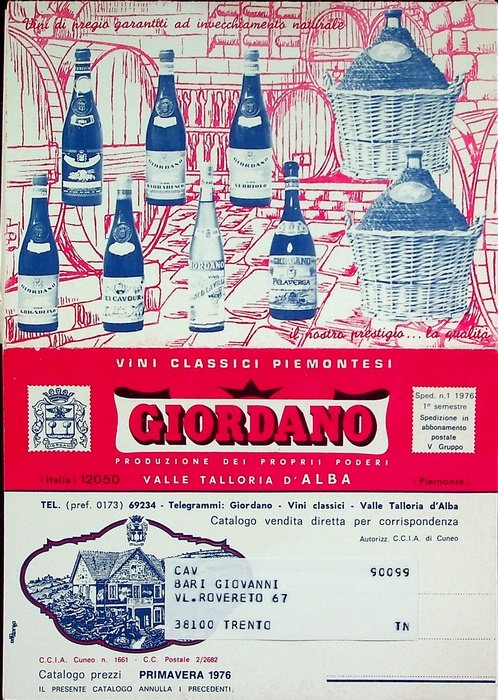 Vini di pregio garantiti ad invecchiamento naturale
GIORDANO
BARBARESCO
GIORDANO
NEBBIOLO
GIORDANO
GRIGNOLINO
DI CAVOUR
GIORDANO
GIORDANO
PELAVERGA
il nostro prestigio... la qualità
VINI CLASSICI PIEMONTESI
GIORDANO
GIORDANO
Sped. n. 1 1976
1° semestre
Spedizione in
abbonamento
postale
V Gruppo
PRODUZIONE DEI PROPRII PODERI
(Italia) 12050 VALLE TALLORIA D'ALBA (Piemonte)
TEL. (pref. 0173) 69234 - Telegrammi: Giordano - Vini classici - Valle Talloria d'Alba
Catalogo vendita diretta per corrispondenza
Autorizz. C.C.I.A. di Cuneo
CAV 90099
BARI GIOVANNI
VL.ROVERETO 67
38100 TRENTO TN
C.C.I.A. Cuneo n. 1661 - C.C. Postale 2/2682
Catalogo prezzi PRIMAVERA 1976
IL PRESENTE CATALOGO ANNULLA I PRECEDENTI.